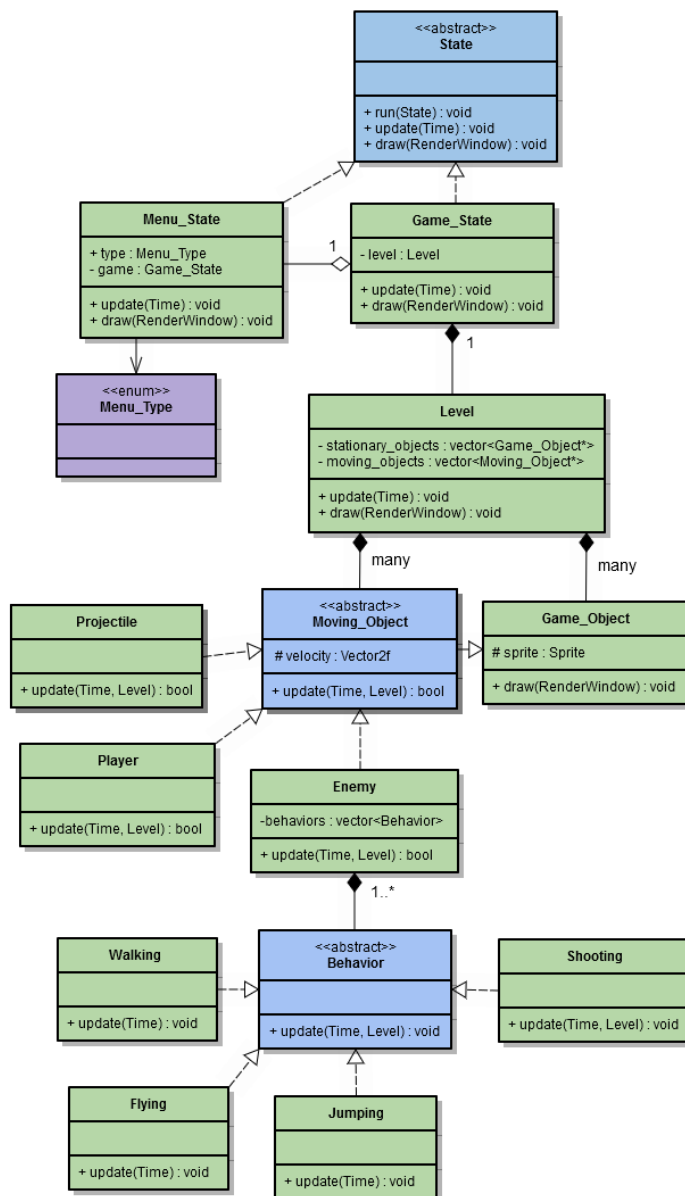 <<abstract>>
State
+ run(State) : void
+ update(Time) : void
+ draw(RenderWindow) : void
Menu_State
+ type : Menu_Type
- game : Game_State
+ update(Time) : void
+ draw(RenderWindow) : void
1
Game_State
- level : Level
+ update(Time) : void
+ draw(RenderWindow) : void
1
<<enum>>
Menu_Type
Level
- stationary_objects : vector<Game_Object*>
- moving_objects : vector<Moving_Object*>
+ update(Time) : void
+ draw(RenderWindow) : void
many
many
Projectile
+ update(Time, Level) : bool
<<abstract>>
Moving_Object
# velocity : Vector2f
+ update(Time, Level) : bool
Game_Object
# sprite : Sprite
+ draw(RenderWindow) : void
Player
+ update(Time, Level) : bool
Enemy
-behaviors : vector<Behavior>
+ update(Time, Level) : bool
1..*
Walking
+ update(Time) : void
<<abstract>>
Behavior
+ update(Time, Level) : void
Shooting
+ update(Time, Level) : void
Flying
+ update(Time) : void
Jumping
+ update(Time) : void